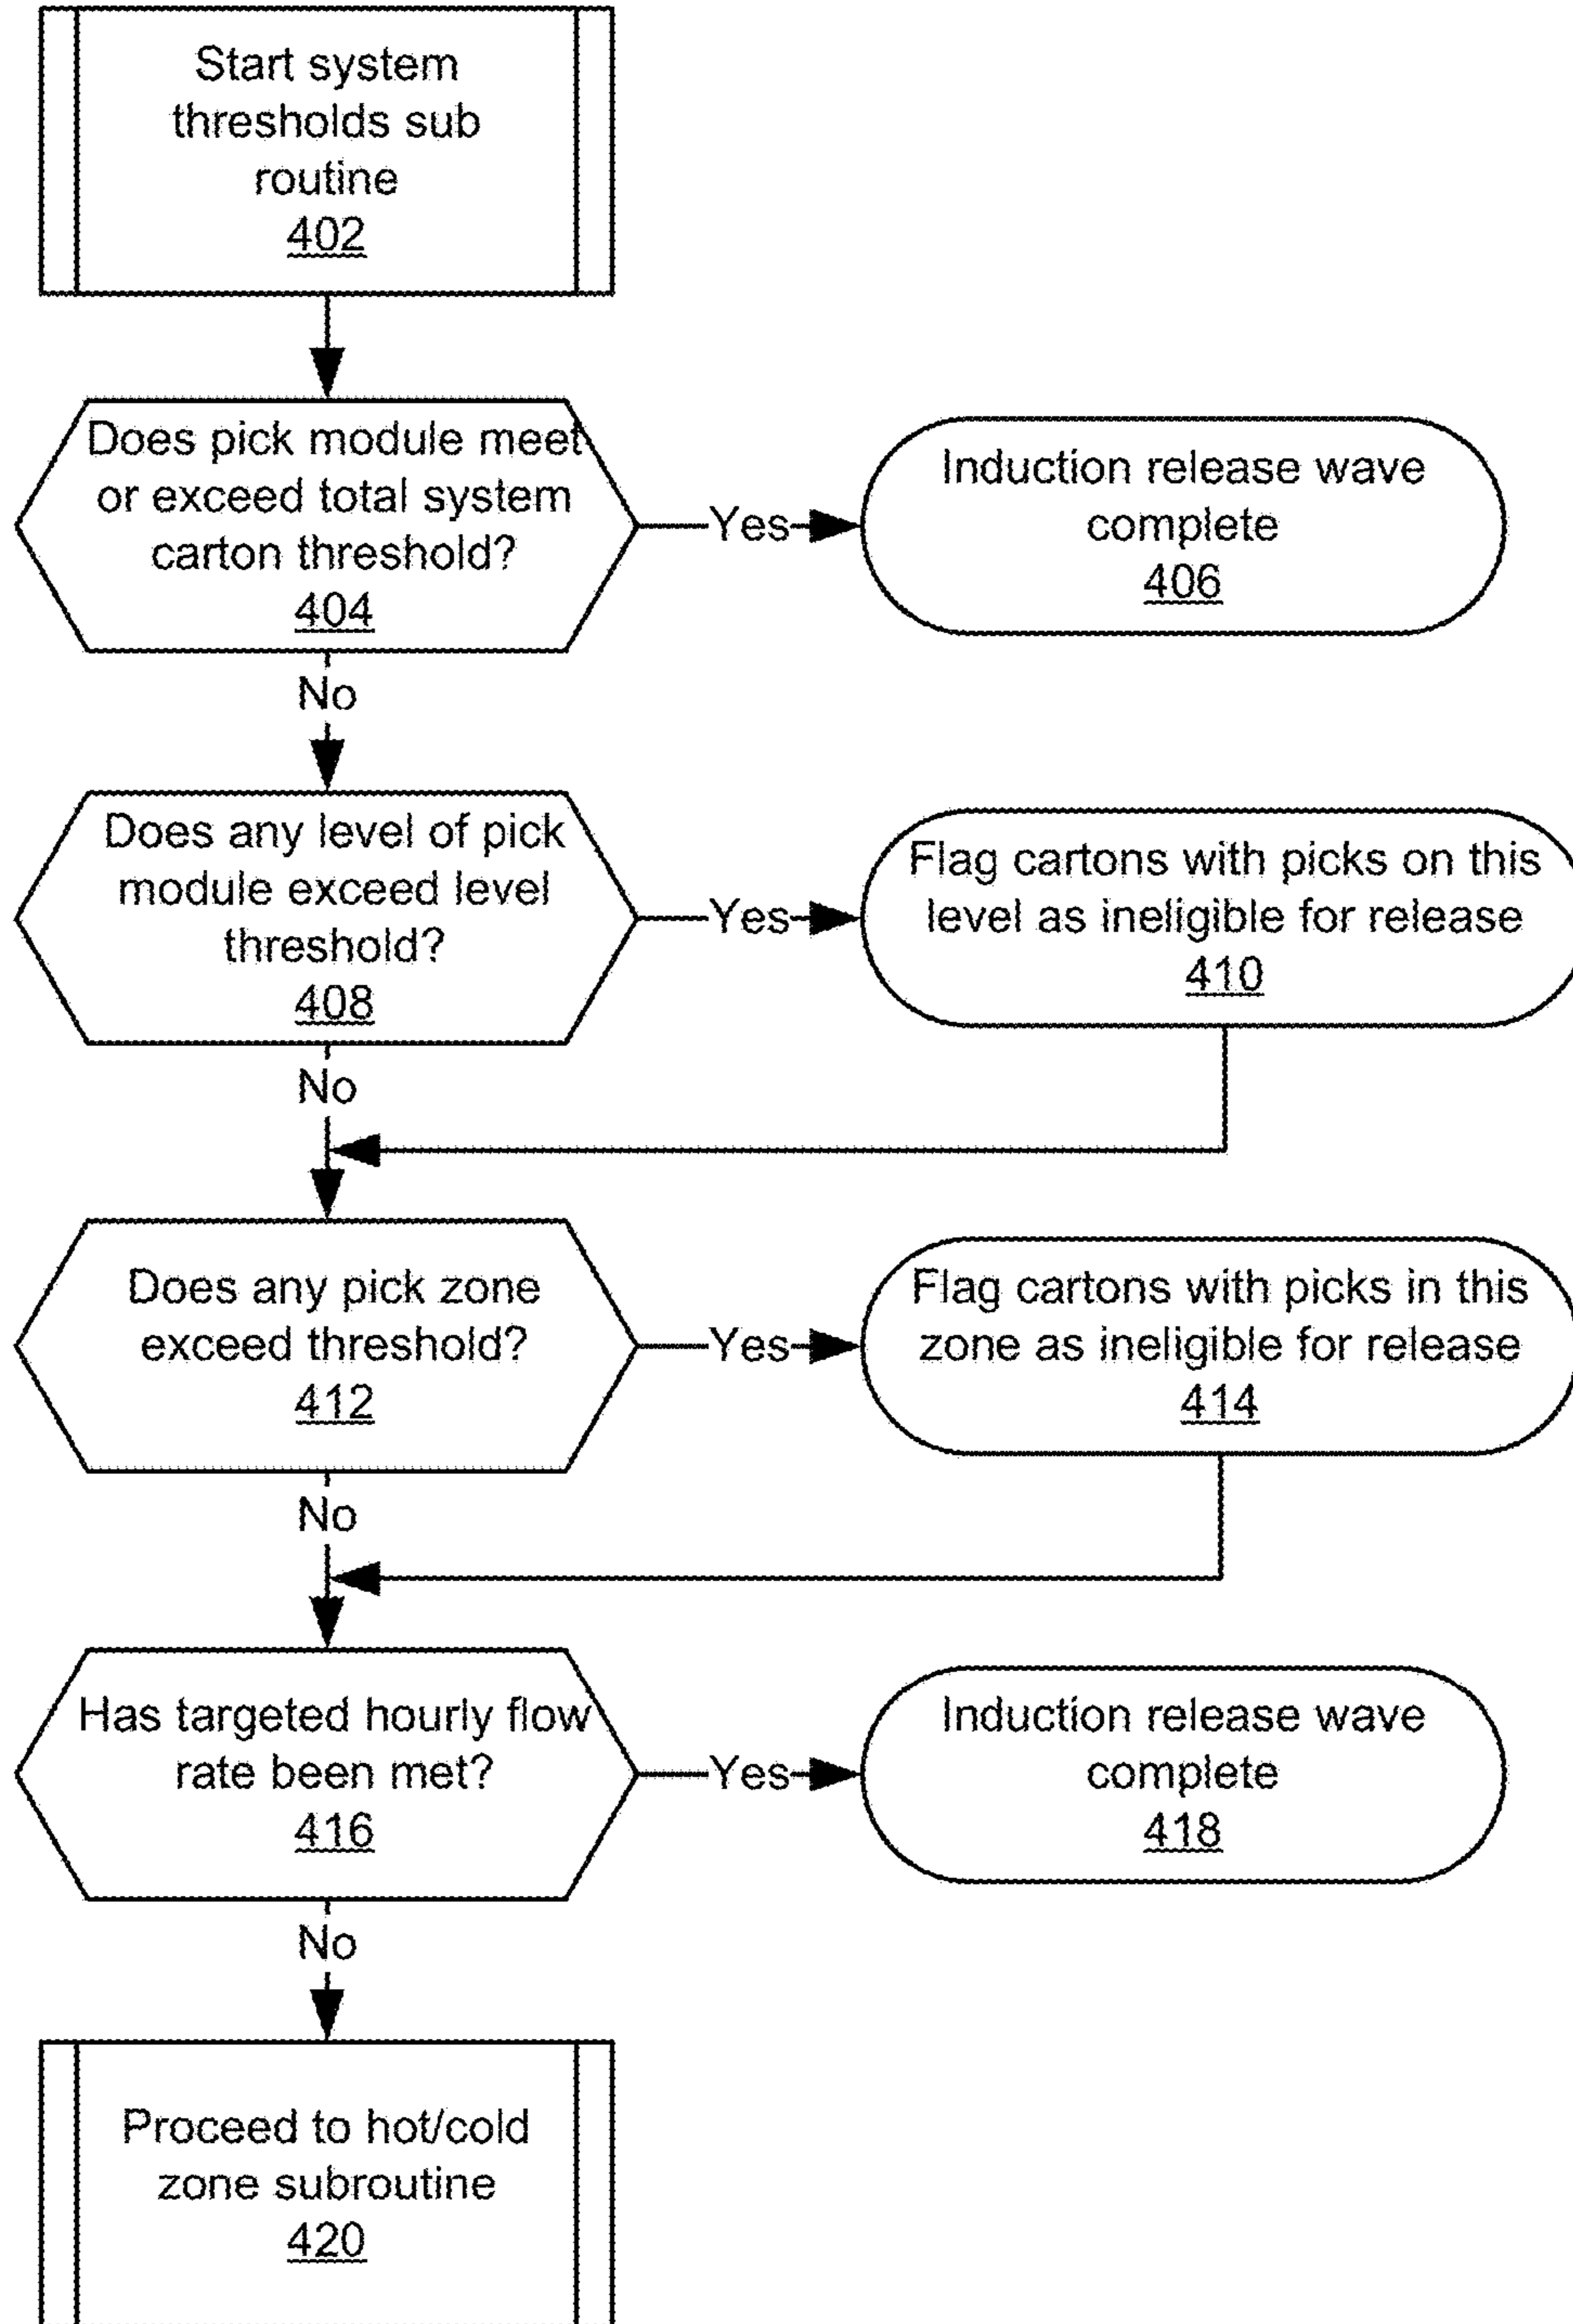 Start system
thresholds sub
routine
402
Does pick module meet
or exceed total system
carton threshold?
404
Yes
Induction release wave
complete
406
No
Does any level of pick
module exceed level
threshold?
408
Yes
Flag cartons with picks on this
level as ineligible for release
410
No
Does any pick zone
exceed threshold?
412
Yes
Flag cartons with picks in this
zone as ineligible for release
414
No
Has targeted hourly flow
rate been met?
416
Yes
Induction release wave
complete
418
No
Proceed to hot/cold
zone subroutine
420